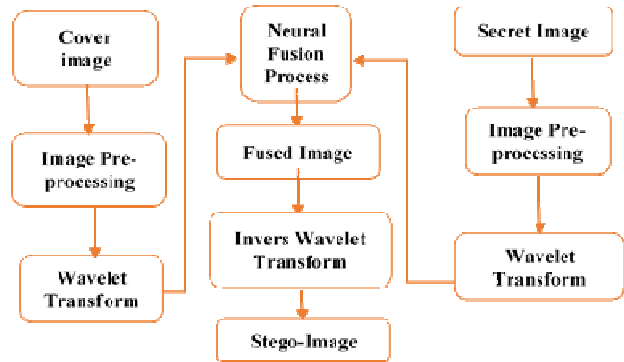 Cover
image
Image Pre-
processing
Wavelet
Transform
Neural
Fusion
Process
Fused Image
Invers Wavelet
Transform
Stego-Image
Secret Image
Image Pre-
processing
Wavelet
Transform